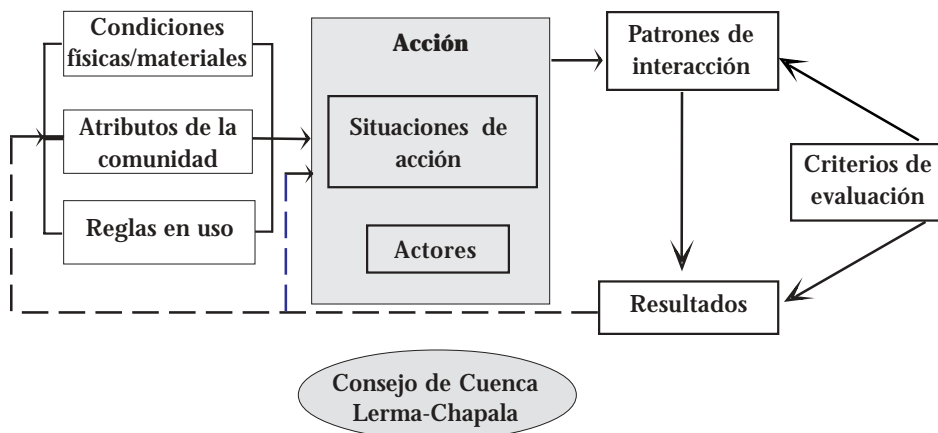 Condiciones
físicas/materiales
Atributos de la
comunidad
Reglas en uso
Acción
Situaciones de
acción
Actores
Patrones de
interacción
Criterios de
evaluación
Resultados
Consejo de Cuenca
Lerma-Chapala